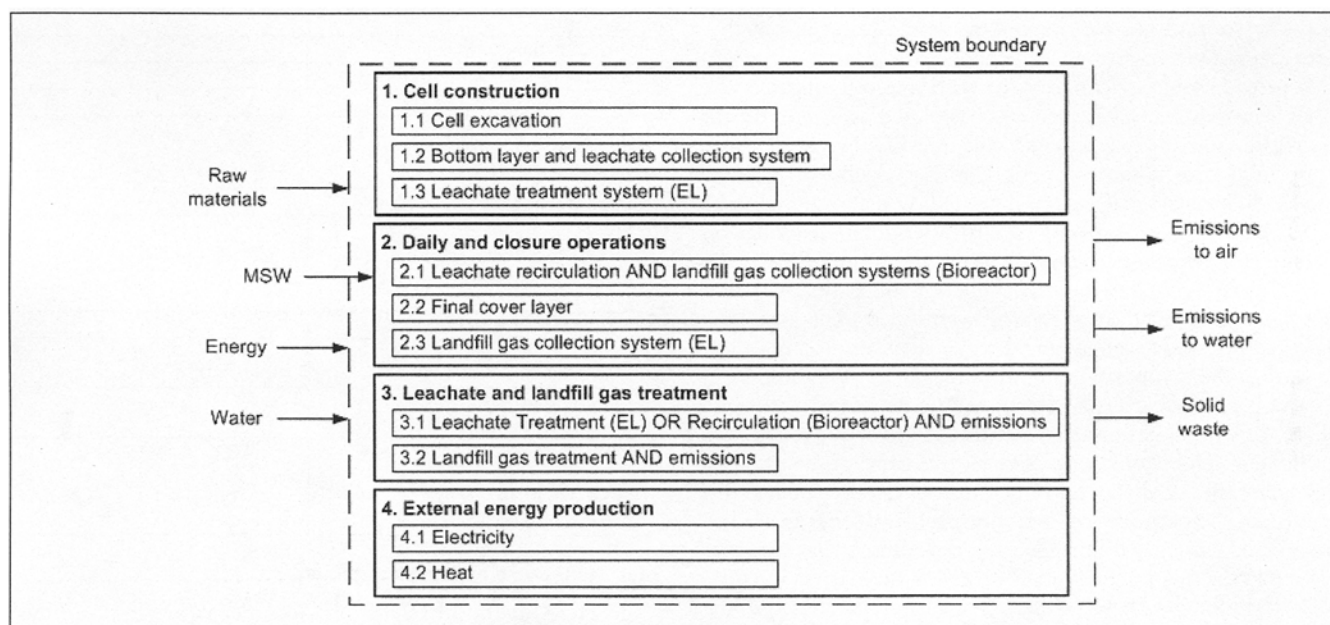 System boundary
1. Cell construction
1.1 Cell excavation
1.2 Bottom layer and leachate collection system
1.3 Leachate treatment system (EL)
Raw
materials
2. Daily and closure operations
2.1 Leachate recirculation AND landfill gas collection systems (Bioreactor)
2.2 Final cover layer
2.3 Landfill gas collection system (EL)
MSW
Energy
Water
3. Leachate and landfill gas treatment
3.1 Leachate Treatment (EL) OR Recirculation (Bioreactor) AND emissions
3.2 Landfill gas treatment AND emissions
4. External energy production
4.1 Electricity
4.2 Heat
Emissions
to air
Emissions
to water
Solid
waste